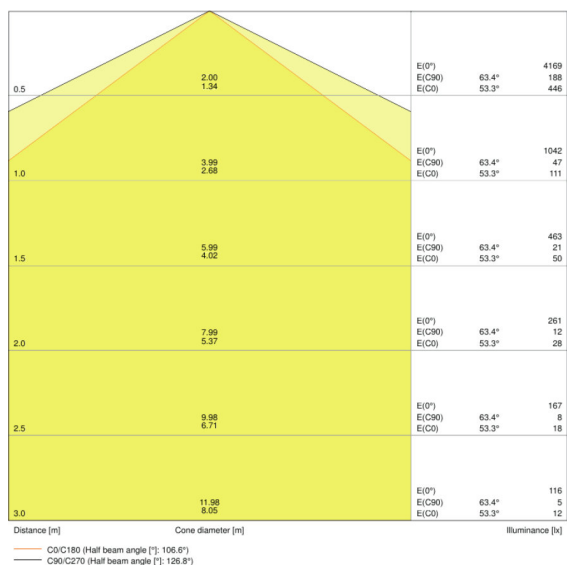 E(0°) 4169
2.00 E(C90) 63.4° 188
0.5 1.34 E(C0) 53.3° 446
E(0°) 1042
3.99 E(C90) 63.4° 47
1.0 2.68 E(C0) 53.3° 111
E(0°) 463
5.99 E(C90) 63.4° 21
1.5 4.02 E(C0) 53.3° 50
E(0°) 261
7.99 E(C90) 63.4° 12
2.0 5.37 E(C0) 53.3° 28
E(0°) 167
9.98 E(C90) 63.4° 8
2.5 6.71 E(C0) 53.3° 18
E(0°) 116
11.98 E(C90) 63.4° 5
3.0 8.05 E(C0) 53.3° 12
Distance [m] Cone diameter [m] Illuminance [lx]
C0/C180 (Half beam angle [°]: 106.6°)
C90/C270 (Half beam angle [°]: 126.8°)